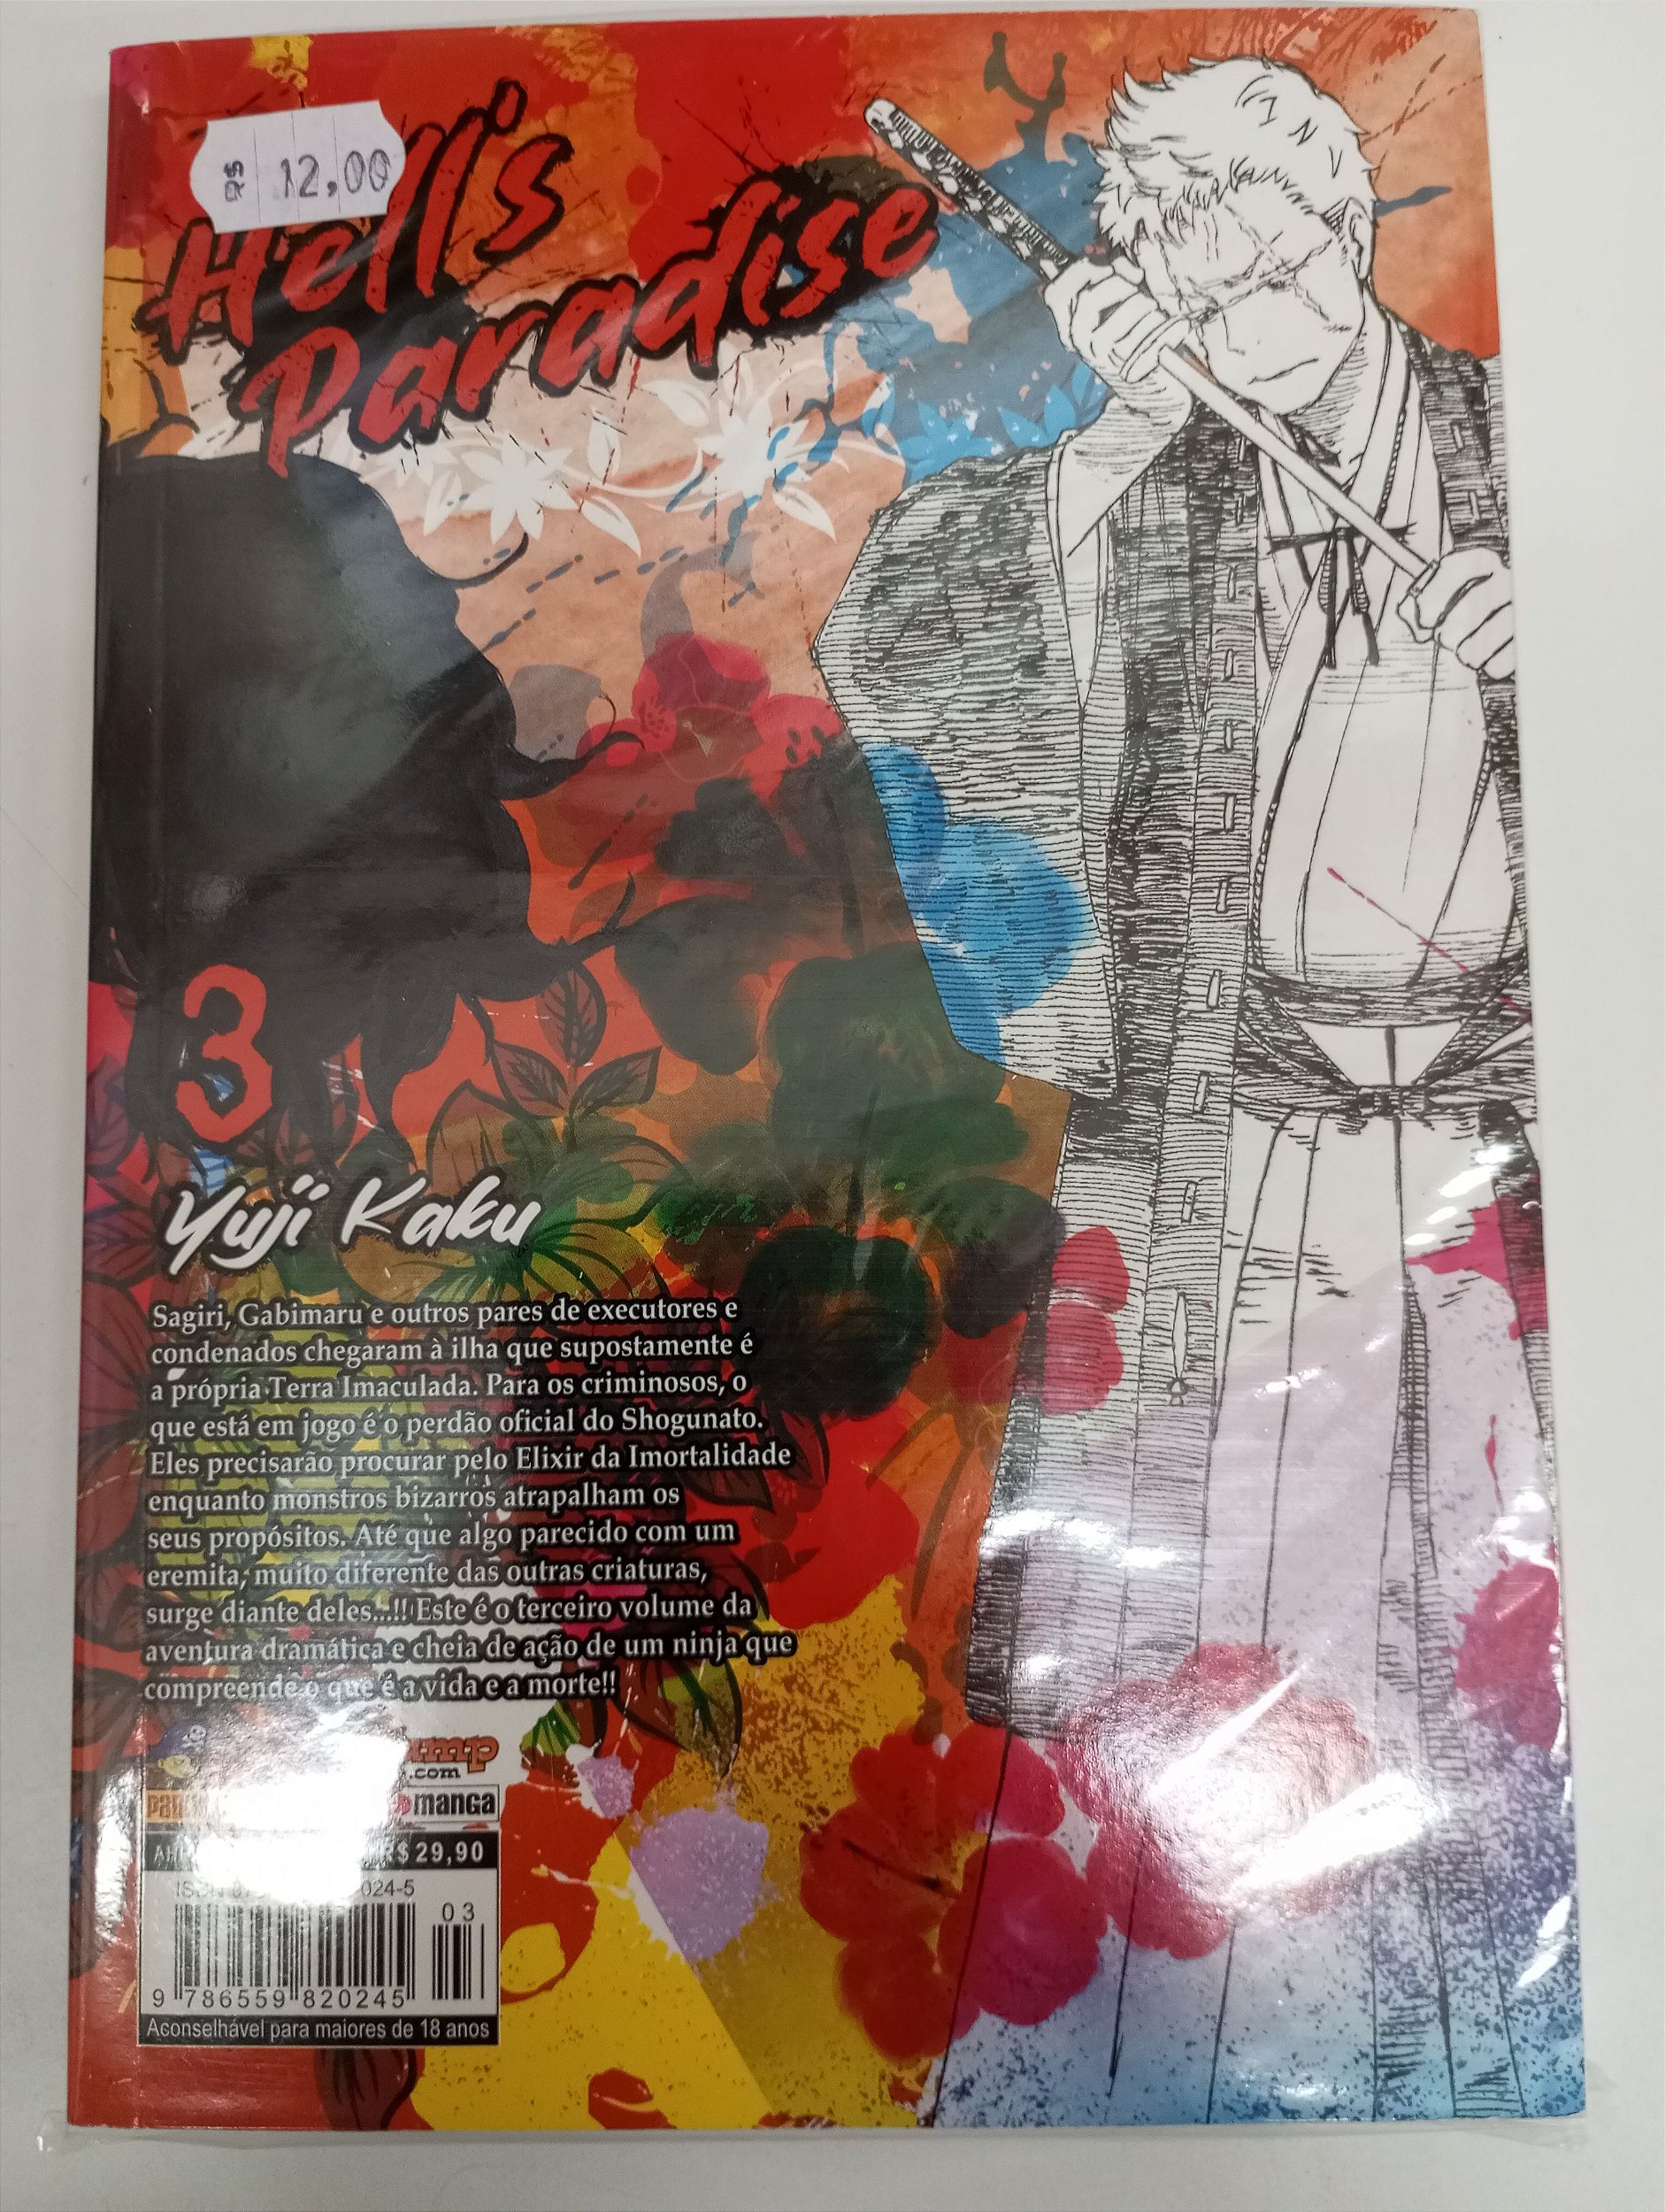 R$ 12,00
Hell's
Paradise
3
Yuji Kaku
Sagiri, Gabimaru e outros pares de executores e
condenados chegaram à ilha que supostamente é
a própria Terra Imaculada. Para os criminosos, o
que está em jogo é o perdão oficial do Shogunato.
Eles precisarão procurar pelo Elixir da Imortalidade
enquanto monstros bizarros atrapalham os
seus propósitos. Até que algo parecido com um
eremita, muito diferente das outras criaturas,
surge diante deles...!! Este é o terceiro volume da
aventura dramática e cheia de ação de um ninja que
compreende o que é a vida e a morte!!
.com
manga
R$ 29,90
024-5
03
9 786559 820245
Aconselhável para maiores de 18 anos